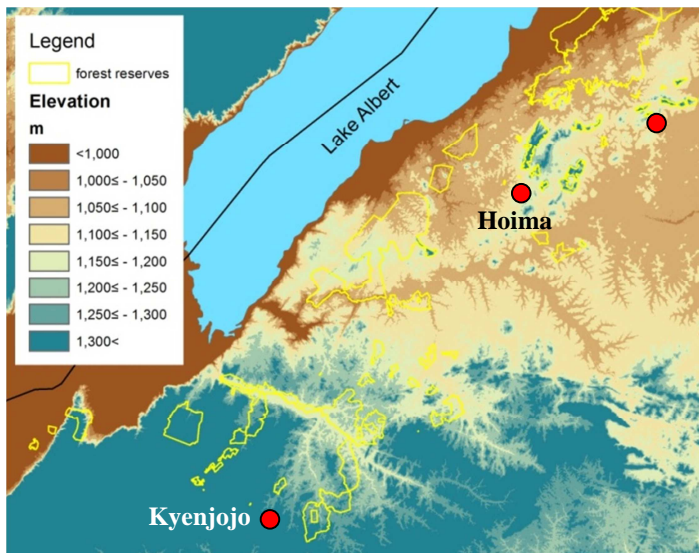 Legend
forest reserves
Elevation
m
<1,000
1,000≤ - 1,050
1,050≤ - 1,100
1,100≤ - 1,150
1,150≤ - 1,200
1,200≤ - 1,250
1,250≤ - 1,300
1,300<
Lake Albert
Hoima
Kyenjojo